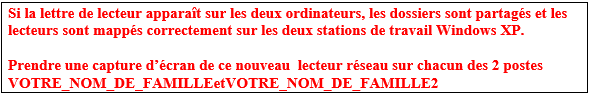 Si la lettre de lecteur apparaît sur les deux ordinateurs, les dossiers sont partagés et les
lecteurs sont mappés correctement sur les deux stations de travail Windows XP.
Prendre une capture d’écran de ce nouveau  lecteur réseau sur chacun des 2 postes
VOTRE_NOM_DE_FAMILLEetVOTRE_NOM_DE_FAMILLE2